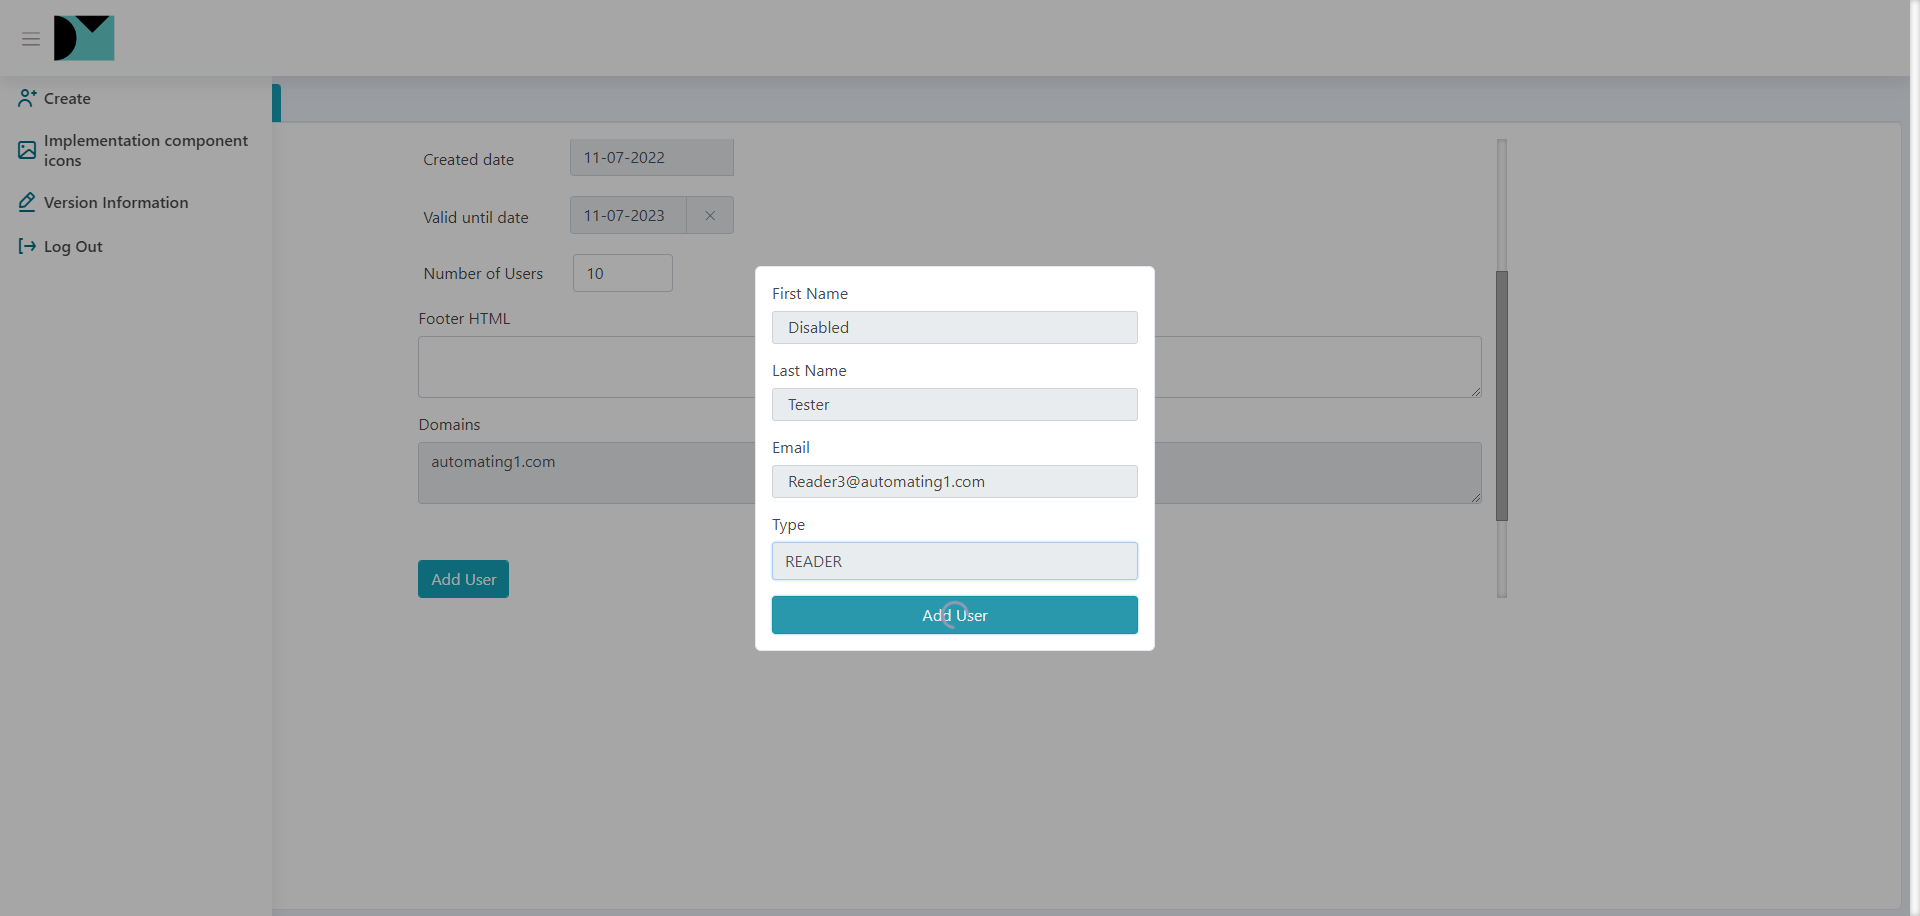 Create
Implementation component
icons
Version Information
Log Out
Created date
11-07-2022
Valid until date
11-07-2023
Number of Users
10
Footer HTML
Domains
automating1.com
Add User
First Name
Disabled
Last Name
Tester
Email
Reader3@automating1.com
Type
READER
Add User